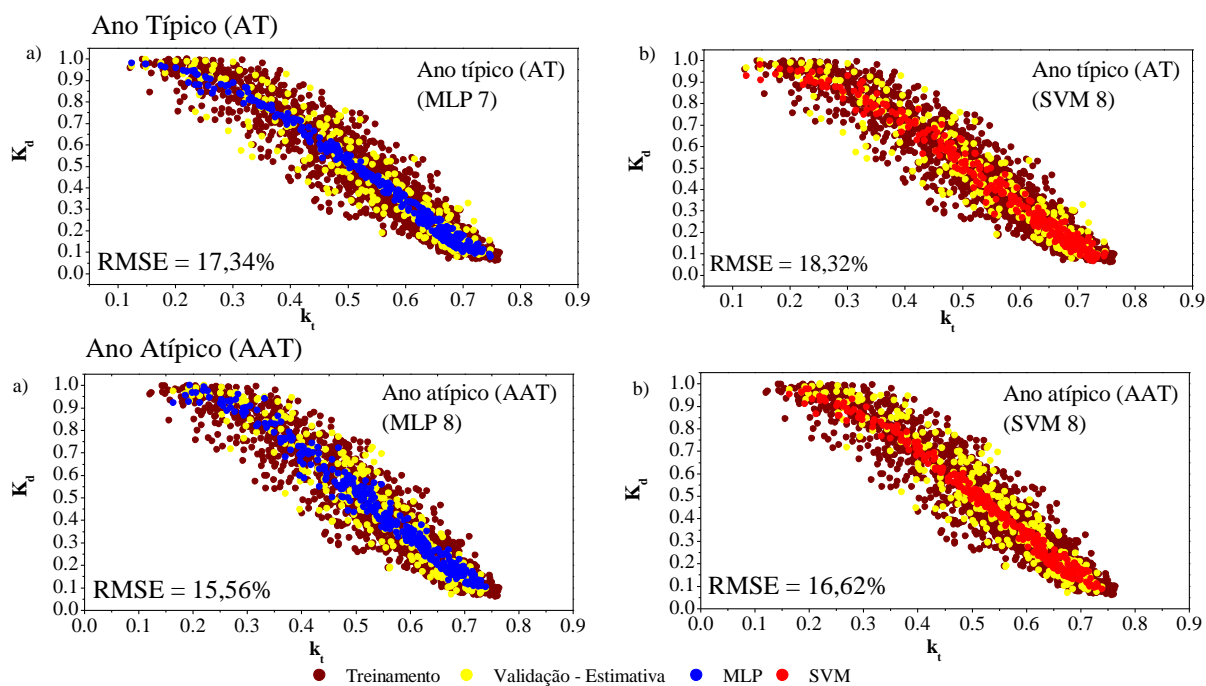 Ano Típico (AT)
a)
Ano típico (AT)
(MLP 7)
K_d
1.0
0.9
0.8
0.7
0.6
0.5
0.4
0.3
0.2
0.1
0.0
RMSE = 17,34%
0.1 0.2 0.3 0.4 0.5 0.6 0.7 0.8 0.9
k_t
b)
Ano típico (AT)
(SVM 8)
K_d
1.0
0.9
0.8
0.7
0.6
0.5
0.4
0.3
0.2
0.1
0.0
RMSE = 18,32%
0.1 0.2 0.3 0.4 0.5 0.6 0.7 0.8 0.9
k_t
Ano Atípico (AAT)
a)
Ano atípico (AAT)
(MLP 8)
K_d
1.0
0.9
0.8
0.7
0.6
0.5
0.4
0.3
0.2
0.1
0.0
RMSE = 15,56%
0.0 0.1 0.2 0.3 0.4 0.5 0.6 0.7 0.8 0.9
k_t
b)
Ano atípico (AAT)
(SVM 8)
K_d
1.0
0.9
0.8
0.7
0.6
0.5
0.4
0.3
0.2
0.1
0.0
RMSE = 16,62%
0.0 0.1 0.2 0.3 0.4 0.5 0.6 0.7 0.8 0.9
k_t
Treinamento Validação - Estimativa MLP SVM